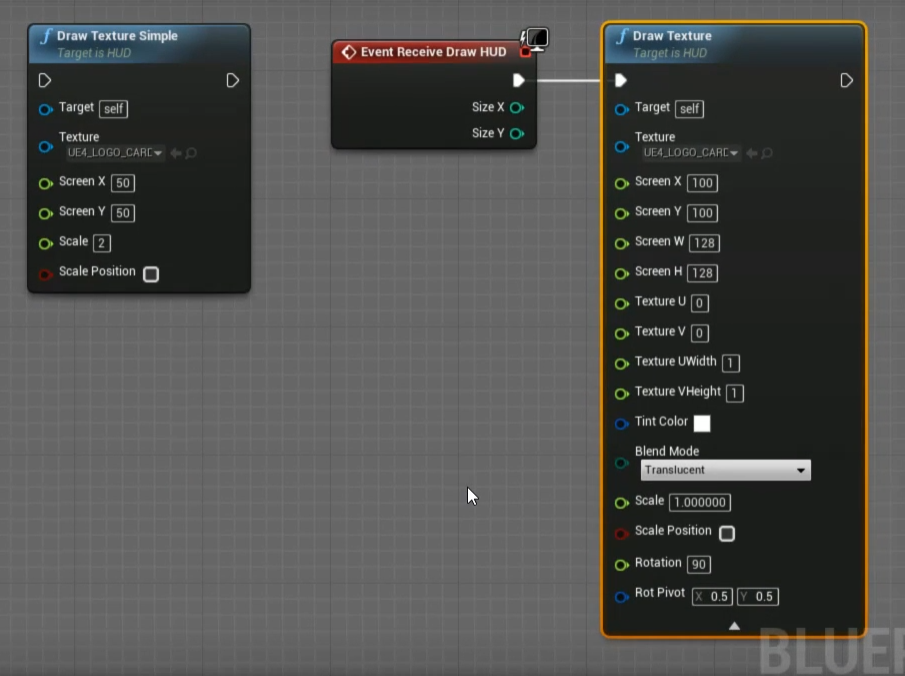 Draw Texture Simple
Target is HUD
Target self
Texture
UE4_LOGO_CARD
Screen X 50
Screen Y 50
Scale 2
Scale Position
Event Receive Draw HUD
Size X
Size Y
Draw Texture
Target is HUD
Target self
Texture
UE4_LOGO_CARD
Screen X 100
Screen Y 100
Screen W 128
Screen H 128
Texture U 0
Texture V 0
Texture UWidth 1
Texture VHeight 1
Tint Color
Blend Mode
Translucent
Scale 1.000000
Scale Position
Rotation 90
Rot Pivot X 0.5 Y 0.5
BLUEP